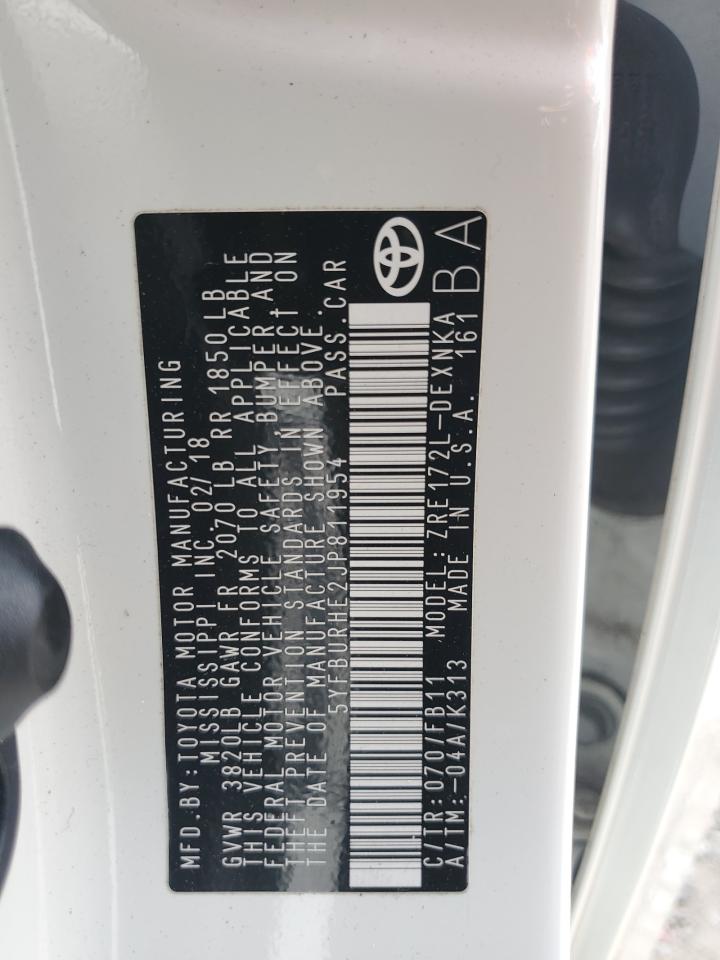 MFD.BY:TOYOTA MOTOR MANUFACTURING
MISSISSIPPI INC. 02/18
GVWR 3820LB GAWR FR 2070 LB RR 1850 LB
THIS VEHICLE CONFORMS TO ALL APPLICABLE
FEDERAL MOTOR VEHICLE SAFETY, BUMPER, AND
THEFT PREVENTION STANDARDS IN EFFECT ON
THE DATE OF MANUFACTURE SHOWN ABOVE.
5YFBURHE2JP811954 PASS.CAR
C/TR:070/FB11 MODEL:ZRE172L-DEXNKA
A/TM:-04A/K313 MADE IN U.S.A. 161
BA